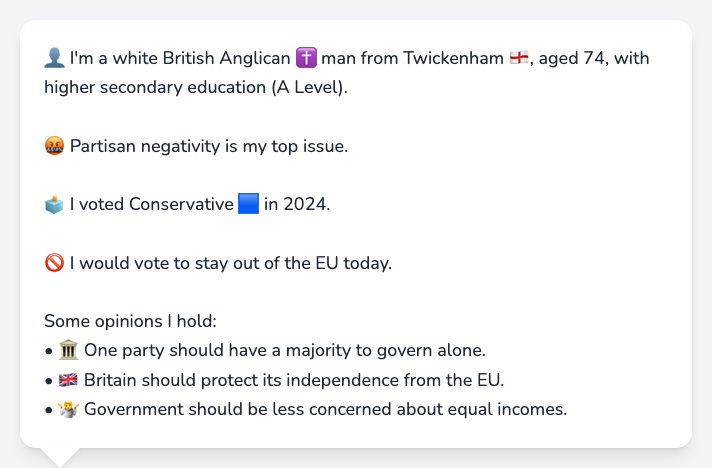 👤 I'm a white British Anglican ✝️ man from Twickenham 🏴󠁧󠁢󠁥󠁮󠁧󠁿, aged 74, with
higher secondary education (A Level).
🤬 Partisan negativity is my top issue.
🗳️ I voted Conservative 🟦 in 2024.
🚫 I would vote to stay out of the EU today.
Some opinions I hold:
• 🏛️ One party should have a majority to govern alone.
• 🇬🇧 Britain should protect its independence from the EU.
• 🤷 Government should be less concerned about equal incomes.